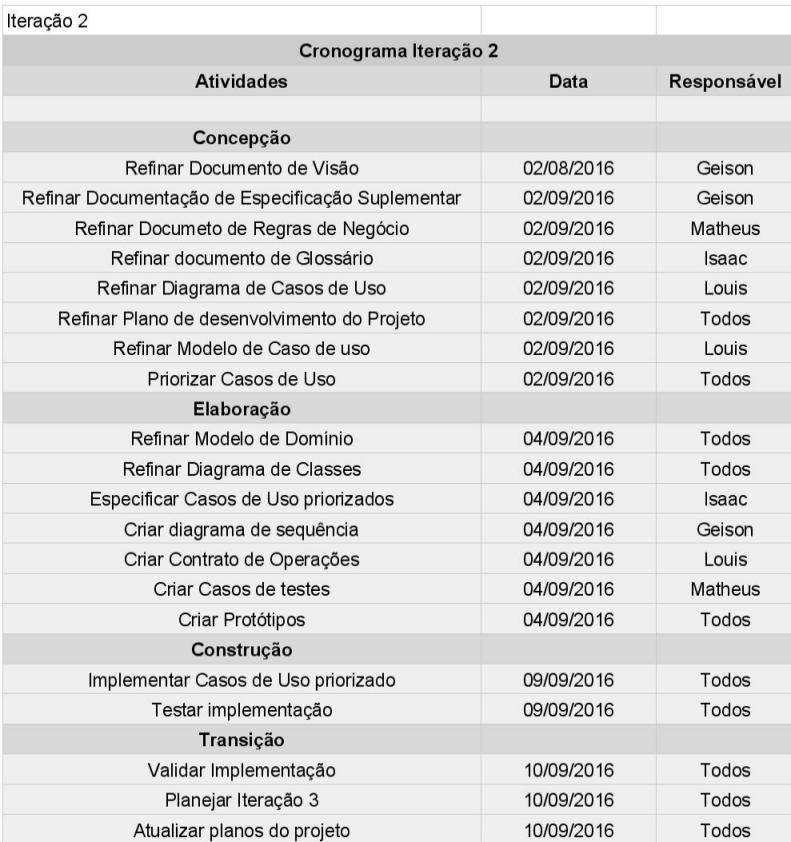 Iteração 2
Cronograma Iteração 2
Atividades Data Responsável
Concepção
Refinar Documento de Visão 02/08/2016 Geison
Refinar Documentação de Especificação Suplementar 02/09/2016 Geison
Refinar Documeto de Regras de Negócio 02/09/2016 Matheus
Refinar documento de Glossário 02/09/2016 Isaac
Refinar Diagrama de Casos de Uso 02/09/2016 Louis
Refinar Plano de desenvolvimento do Projeto 02/09/2016 Todos
Refinar Modelo de Caso de uso 02/09/2016 Louis
Priorizar Casos de Uso 02/09/2016 Todos
Elaboração
Refinar Modelo de Domínio 04/09/2016 Todos
Refinar Diagrama de Classes 04/09/2016 Todos
Especificar Casos de Uso priorizados 04/09/2016 Isaac
Criar diagrama de sequência 04/09/2016 Geison
Criar Contrato de Operações 04/09/2016 Louis
Criar Casos de testes 04/09/2016 Matheus
Criar Protótipos 04/09/2016 Todos
Construção
Implementar Casos de Uso priorizado 09/09/2016 Todos
Testar implementação 09/09/2016 Todos
Transição
Validar Implementação 10/09/2016 Todos
Planejar Iteração 3 10/09/2016 Todos
Atualizar planos do projeto 10/09/2016 Todos